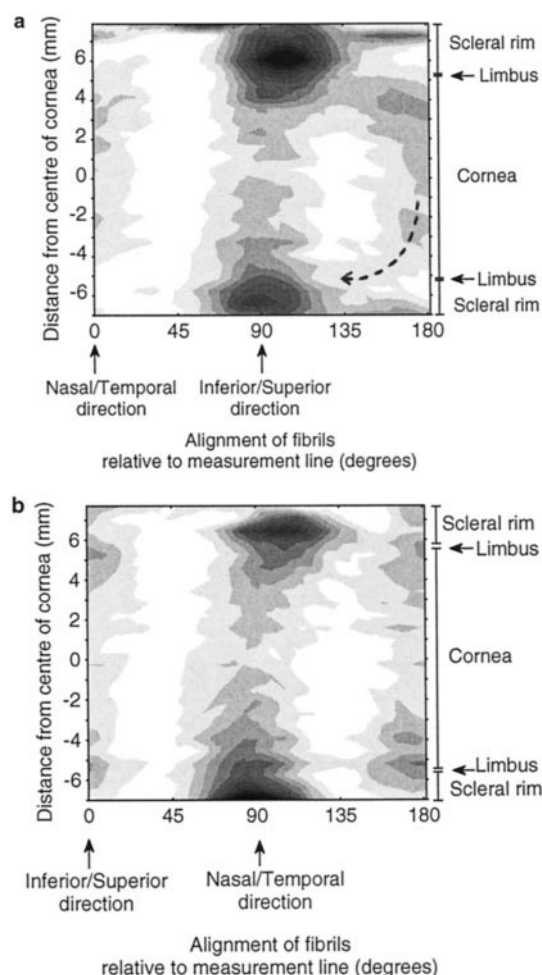 a
Distance from centre of cornea (mm)
6
4
2
0
-2
-4
-6
0 45 90 135 180
Scleral rim
Limbus
Cornea
Limbus
Scleral rim
Nasal/Temporal
direction
Inferior/Superior
direction
Alignment of fibrils
relative to measurement line (degrees)
b
Distance from centre of cornea (mm)
6
4
2
0
-2
-4
-6
0 45 90 135 180
Scleral rim
Limbus
Cornea
Limbus
Scleral rim
Inferior/Superior
direction
Nasal/Temporal
direction
Alignment of fibrils
relative to measurement line (degrees)